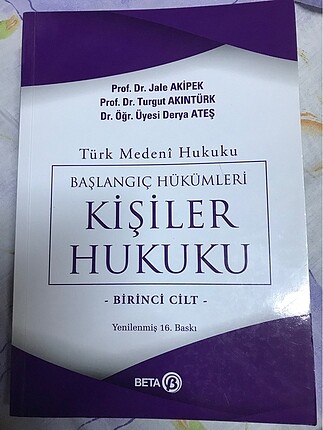 Prof. Dr. Jale AKİPEK
Prof. Dr. Turgut AKINTÜRK
Dr. Öğr. Üyesi Derya ATEŞ
Türk Medenî Hukuku
BAŞLANGIÇ HÜKÜMLERİ
KİŞİLER
HUKUKU
- BİRİNCİ CİLT -
Yenilenmiş 16. Baskı
BETA B